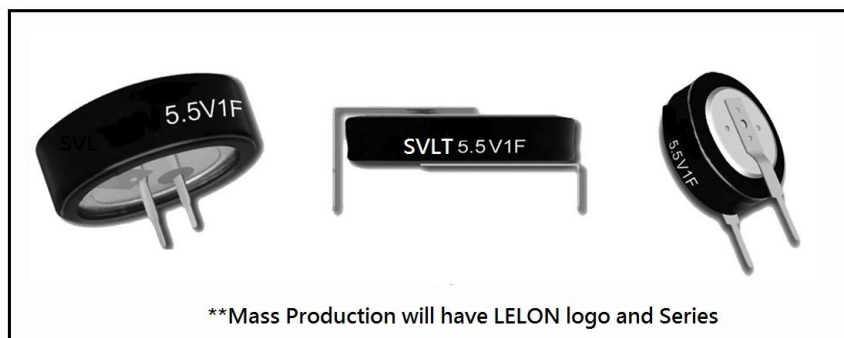 5.5V1F
SVL
SVLT 5.5V1F
5.5V1F
**Mass Production will have LELON logo and Series